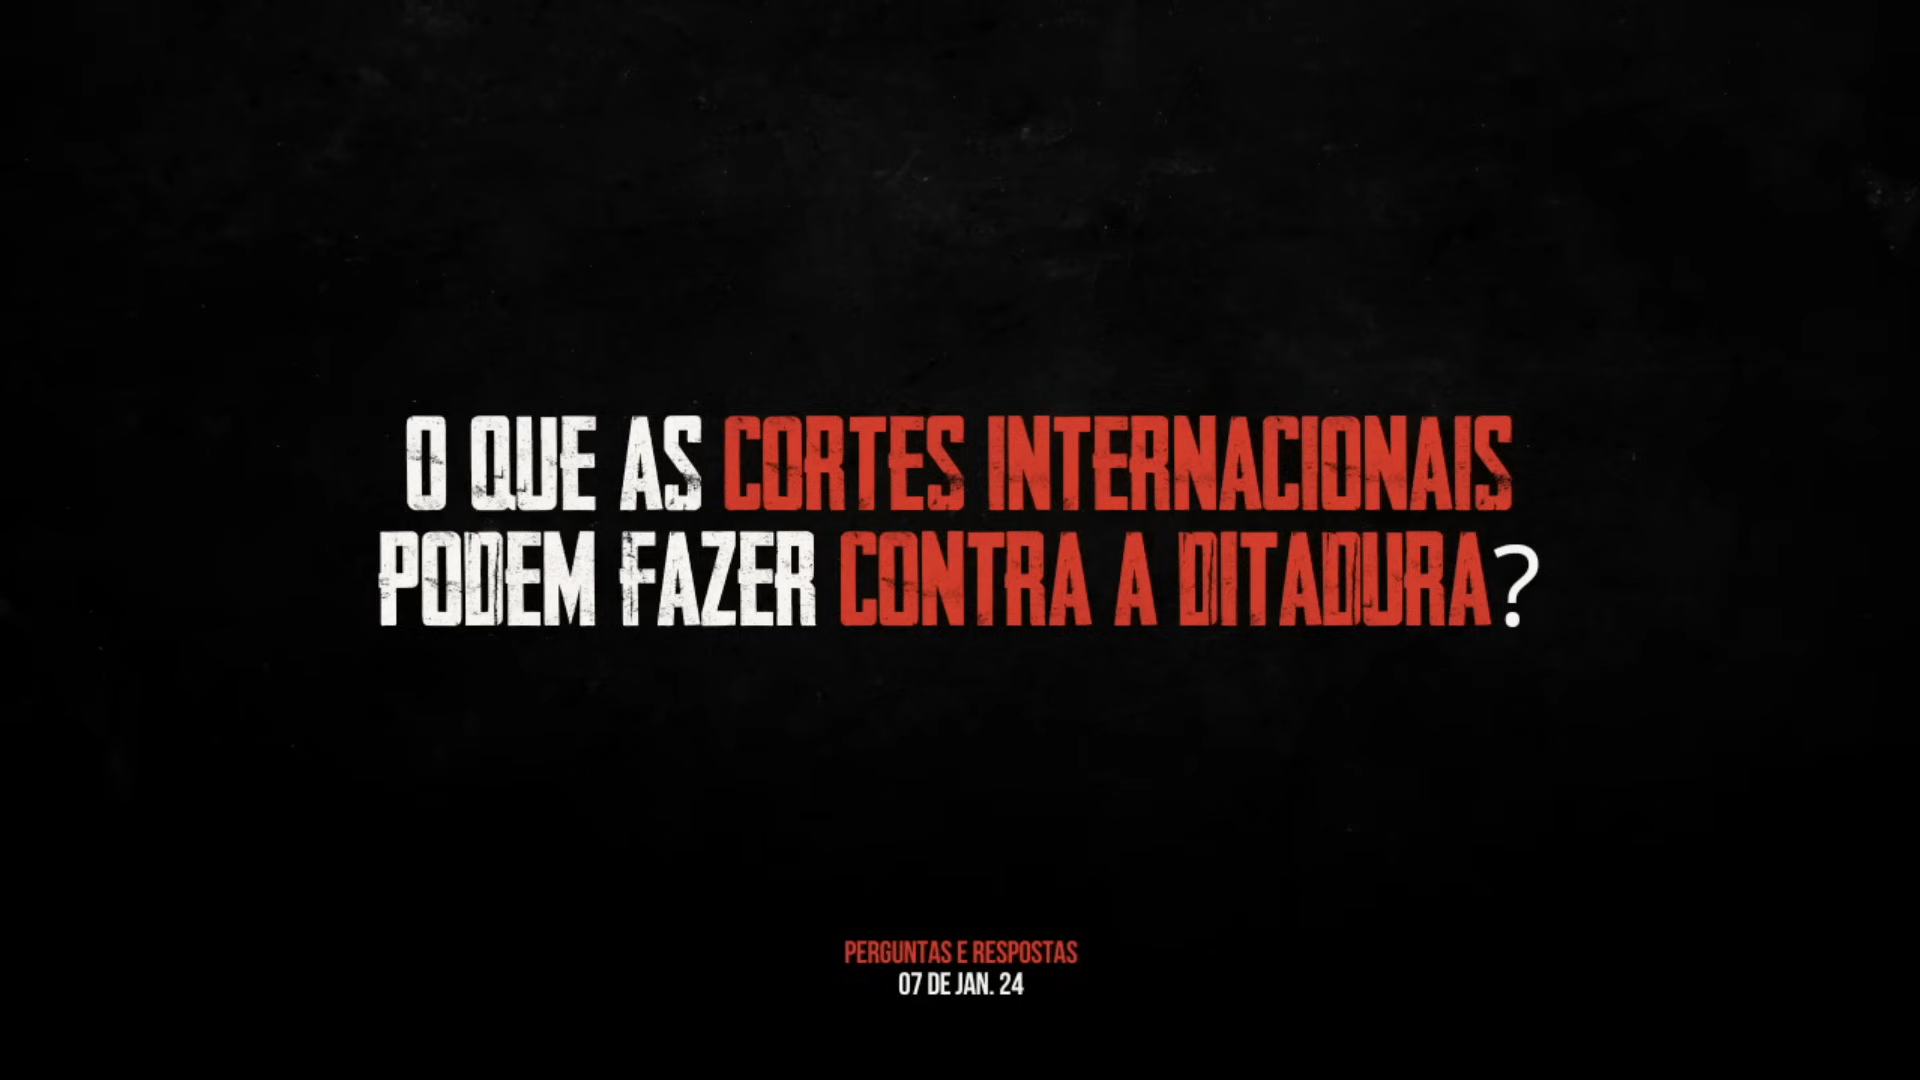 O QUE AS CORTES INTERNACIONAIS
PODEM FAZER CONTRA A DITADURA?
PERGUNTAS E RESPOSTAS
07 DE JAN. 24